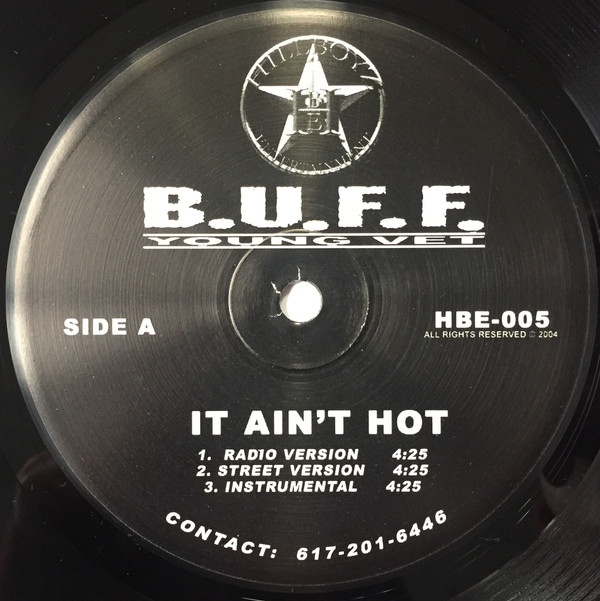 HILLBOYZ
B
E
ENTERTAINMENT
B.U.F.F.
YOUNG VET
SIDE A
HBE-005
ALL RIGHTS RESERVED © 2004
IT AIN'T HOT
1. RADIO VERSION 4:25
2. STREET VERSION 4:25
3. INSTRUMENTAL 4:25
CONTACT: 617-201-6446